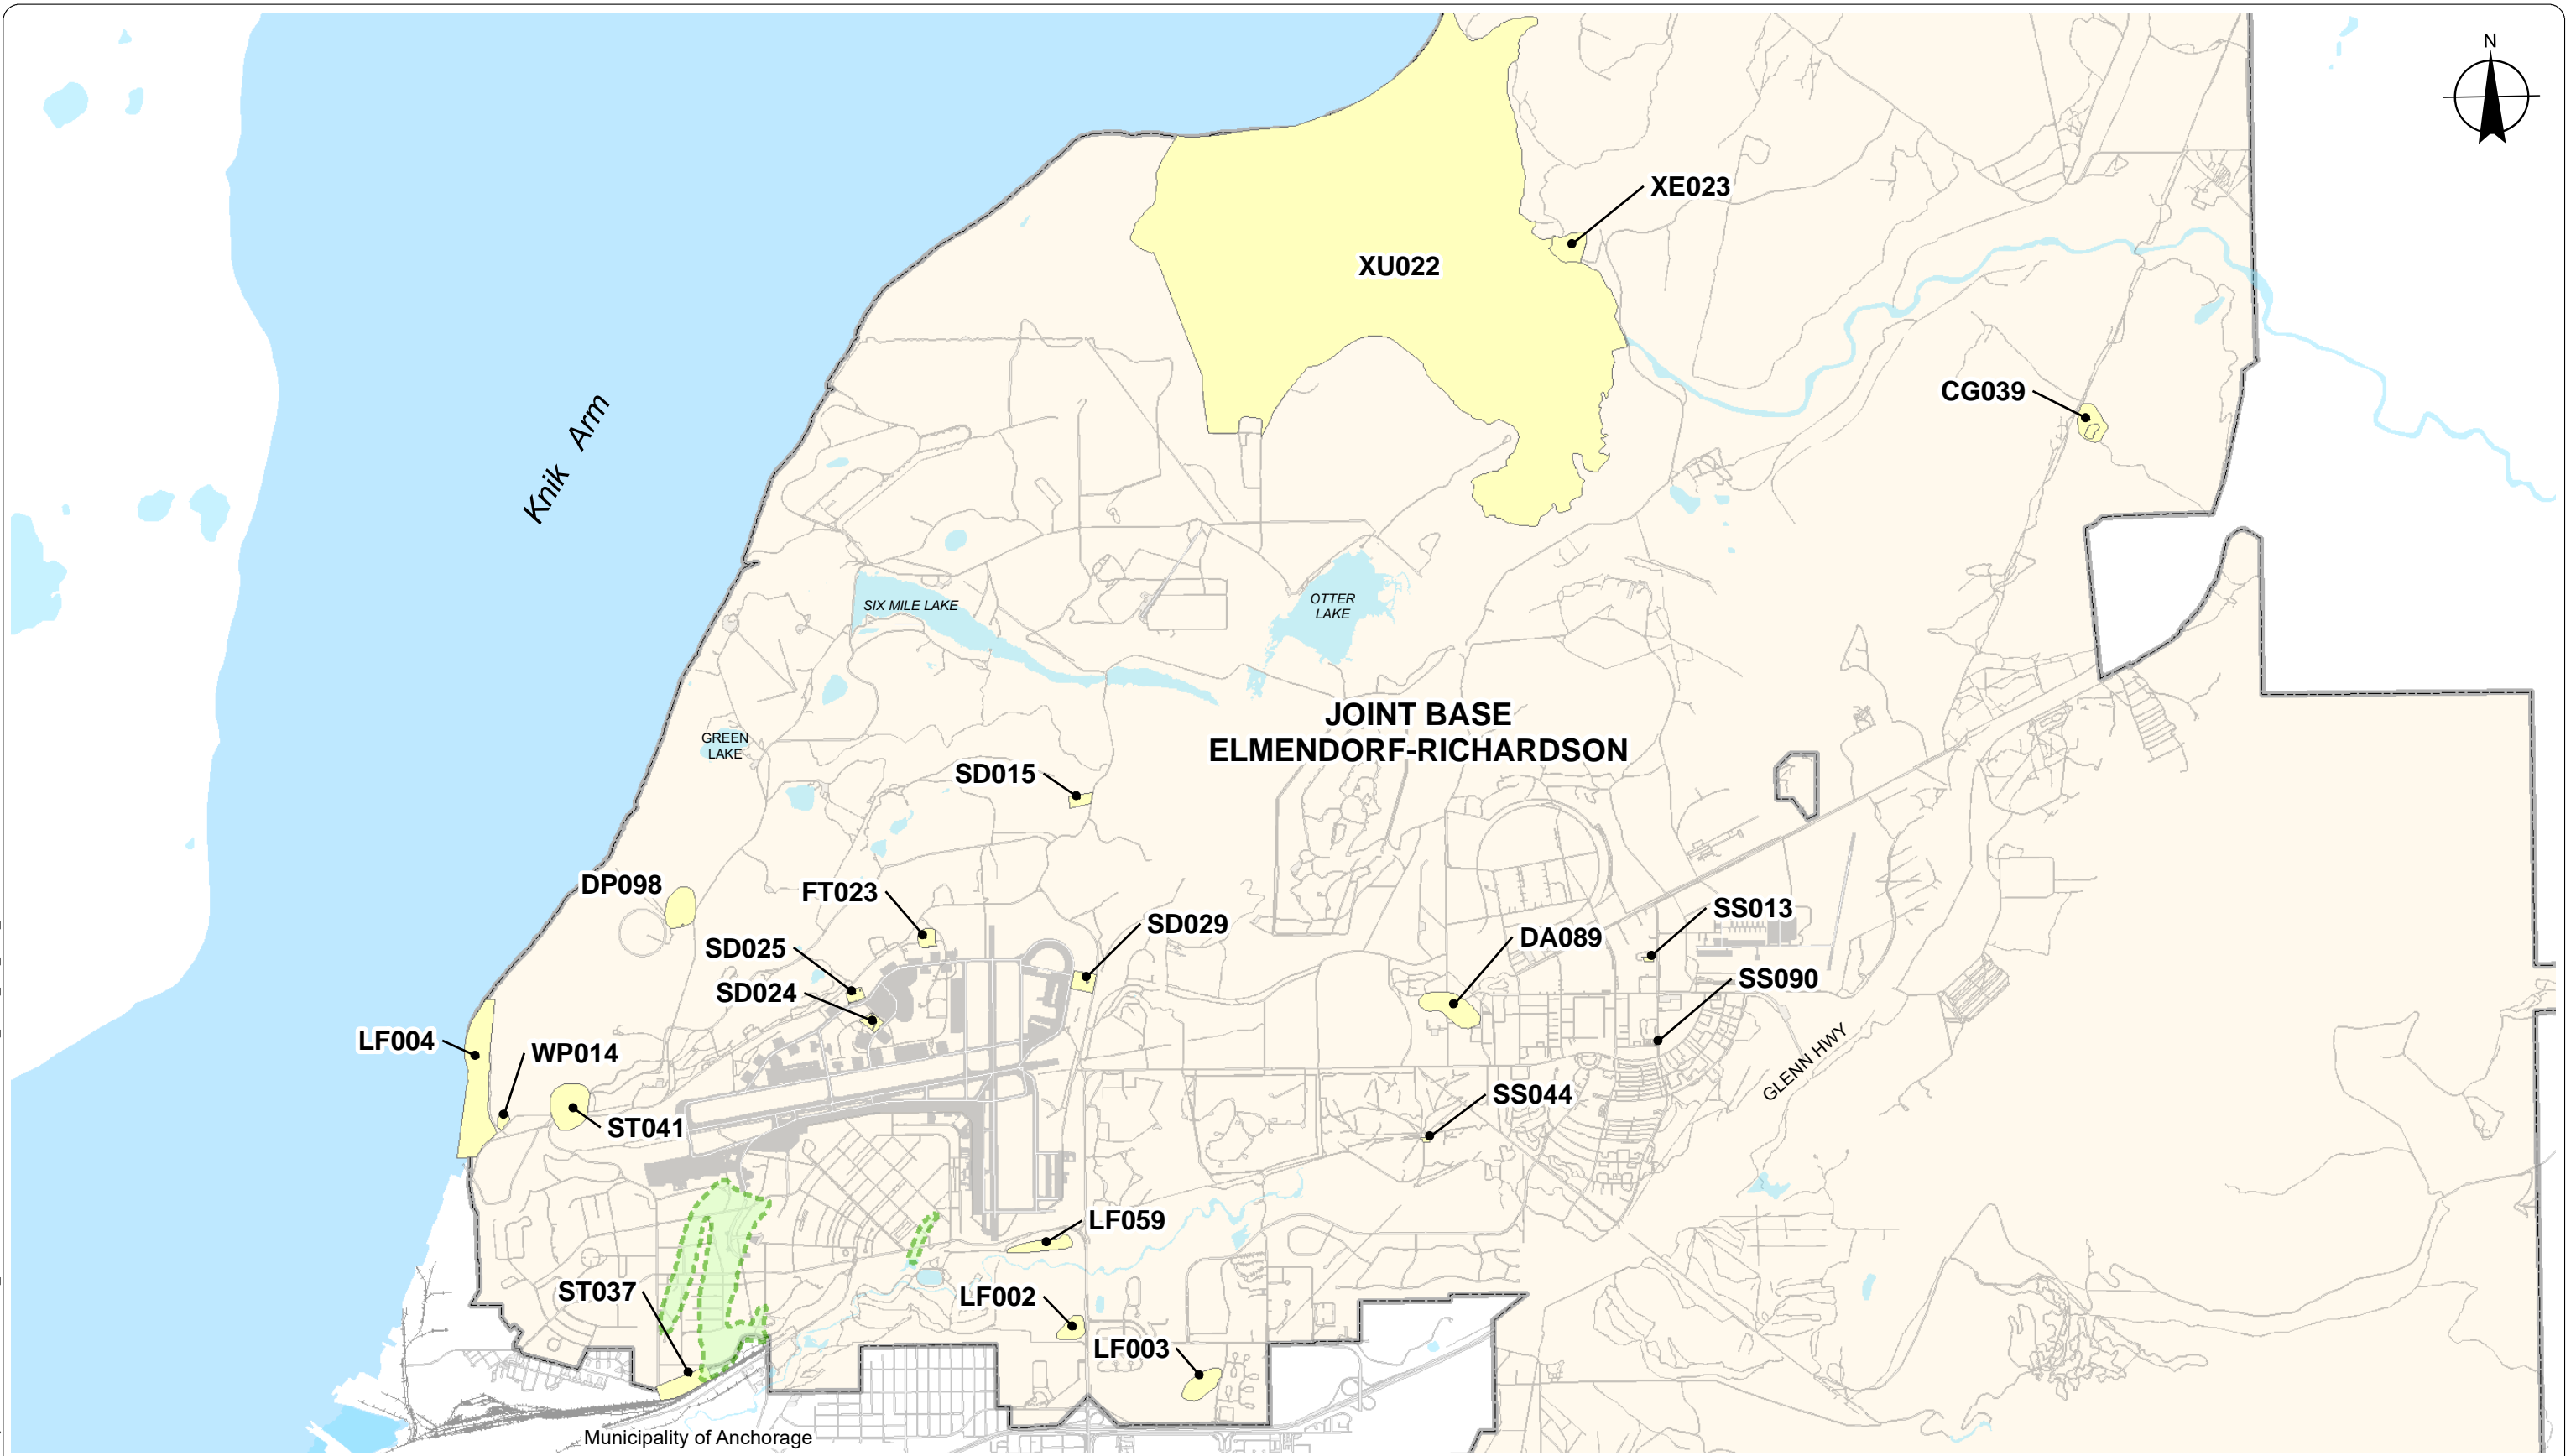 N
XE023
XU022
CG039
Knik Arm
SIX MILE LAKE
OTTER
LAKE
JOINT BASE
ELMENDORF-RICHARDSON
GREEN
LAKE
SD015
DP098
FT023
SS013
SD029
DA089
SD025
SS090
SD024
LF004
WP014
GLENN HWY
SS044
ST041
LF059
ST037
LF002
LF003
Municipality of Anchorage